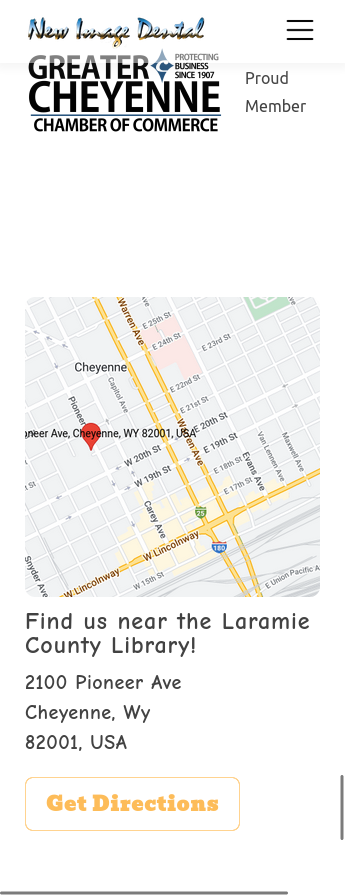 New Image Dental
GREATER
PROTECTING
BUSINESS
SINCE 1907
CHEYENNE
CHAMBER OF COMMERCE
Proud
Member
Warren Ave
E 25th St
E 24th St
E 23rd St
Cheyenne
Capitol Ave
E 22nd St
Pioneer
E 21st St
neer Ave, Cheyenne, WY 82001, USA
Warren Ave
E 20th St
E 19th St
W 20th St
W 19th St
Van Lennen Ave
Maxwell Ave
Evans Ave
E 18th St
E 17th St
Carey Ave
25
180
W Lincolnway
Snyder Ave
W Lincolnway
W 15th St
E Union Pacific A
Find us near the Laramie
County Library!
2100 Pioneer Ave
Cheyenne, Wy
82001, USA
Get Directions